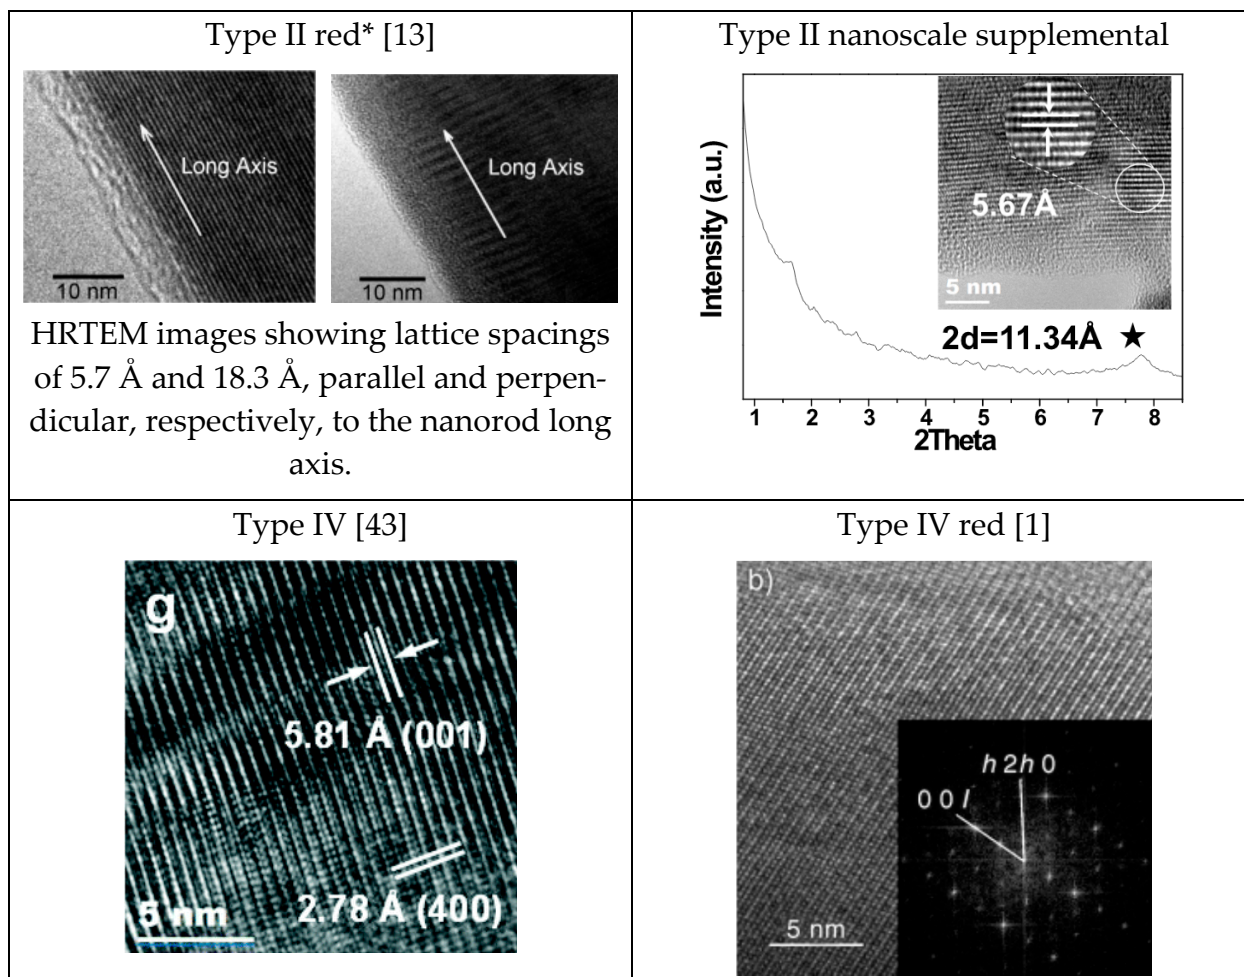 Type II red* [13]
Long Axis
10 nm
Long Axis
10 nm
HRTEM images showing lattice spacings
of 5.7 Å and 18.3 Å, parallel and perpen-
dicular, respectively, to the nanorod long
axis.
Type II nanoscale supplemental
Intensity (a.u.)
5.67Å
5 nm
2d=11.34Å ★
1 2 3 4 5 6 7 8
2Theta
Type IV [43]
g
5.81 Å (001)
2.78 Å (400)
5 nm
Type IV red [1]
b)
h 2h 0
0 0 l
5 nm